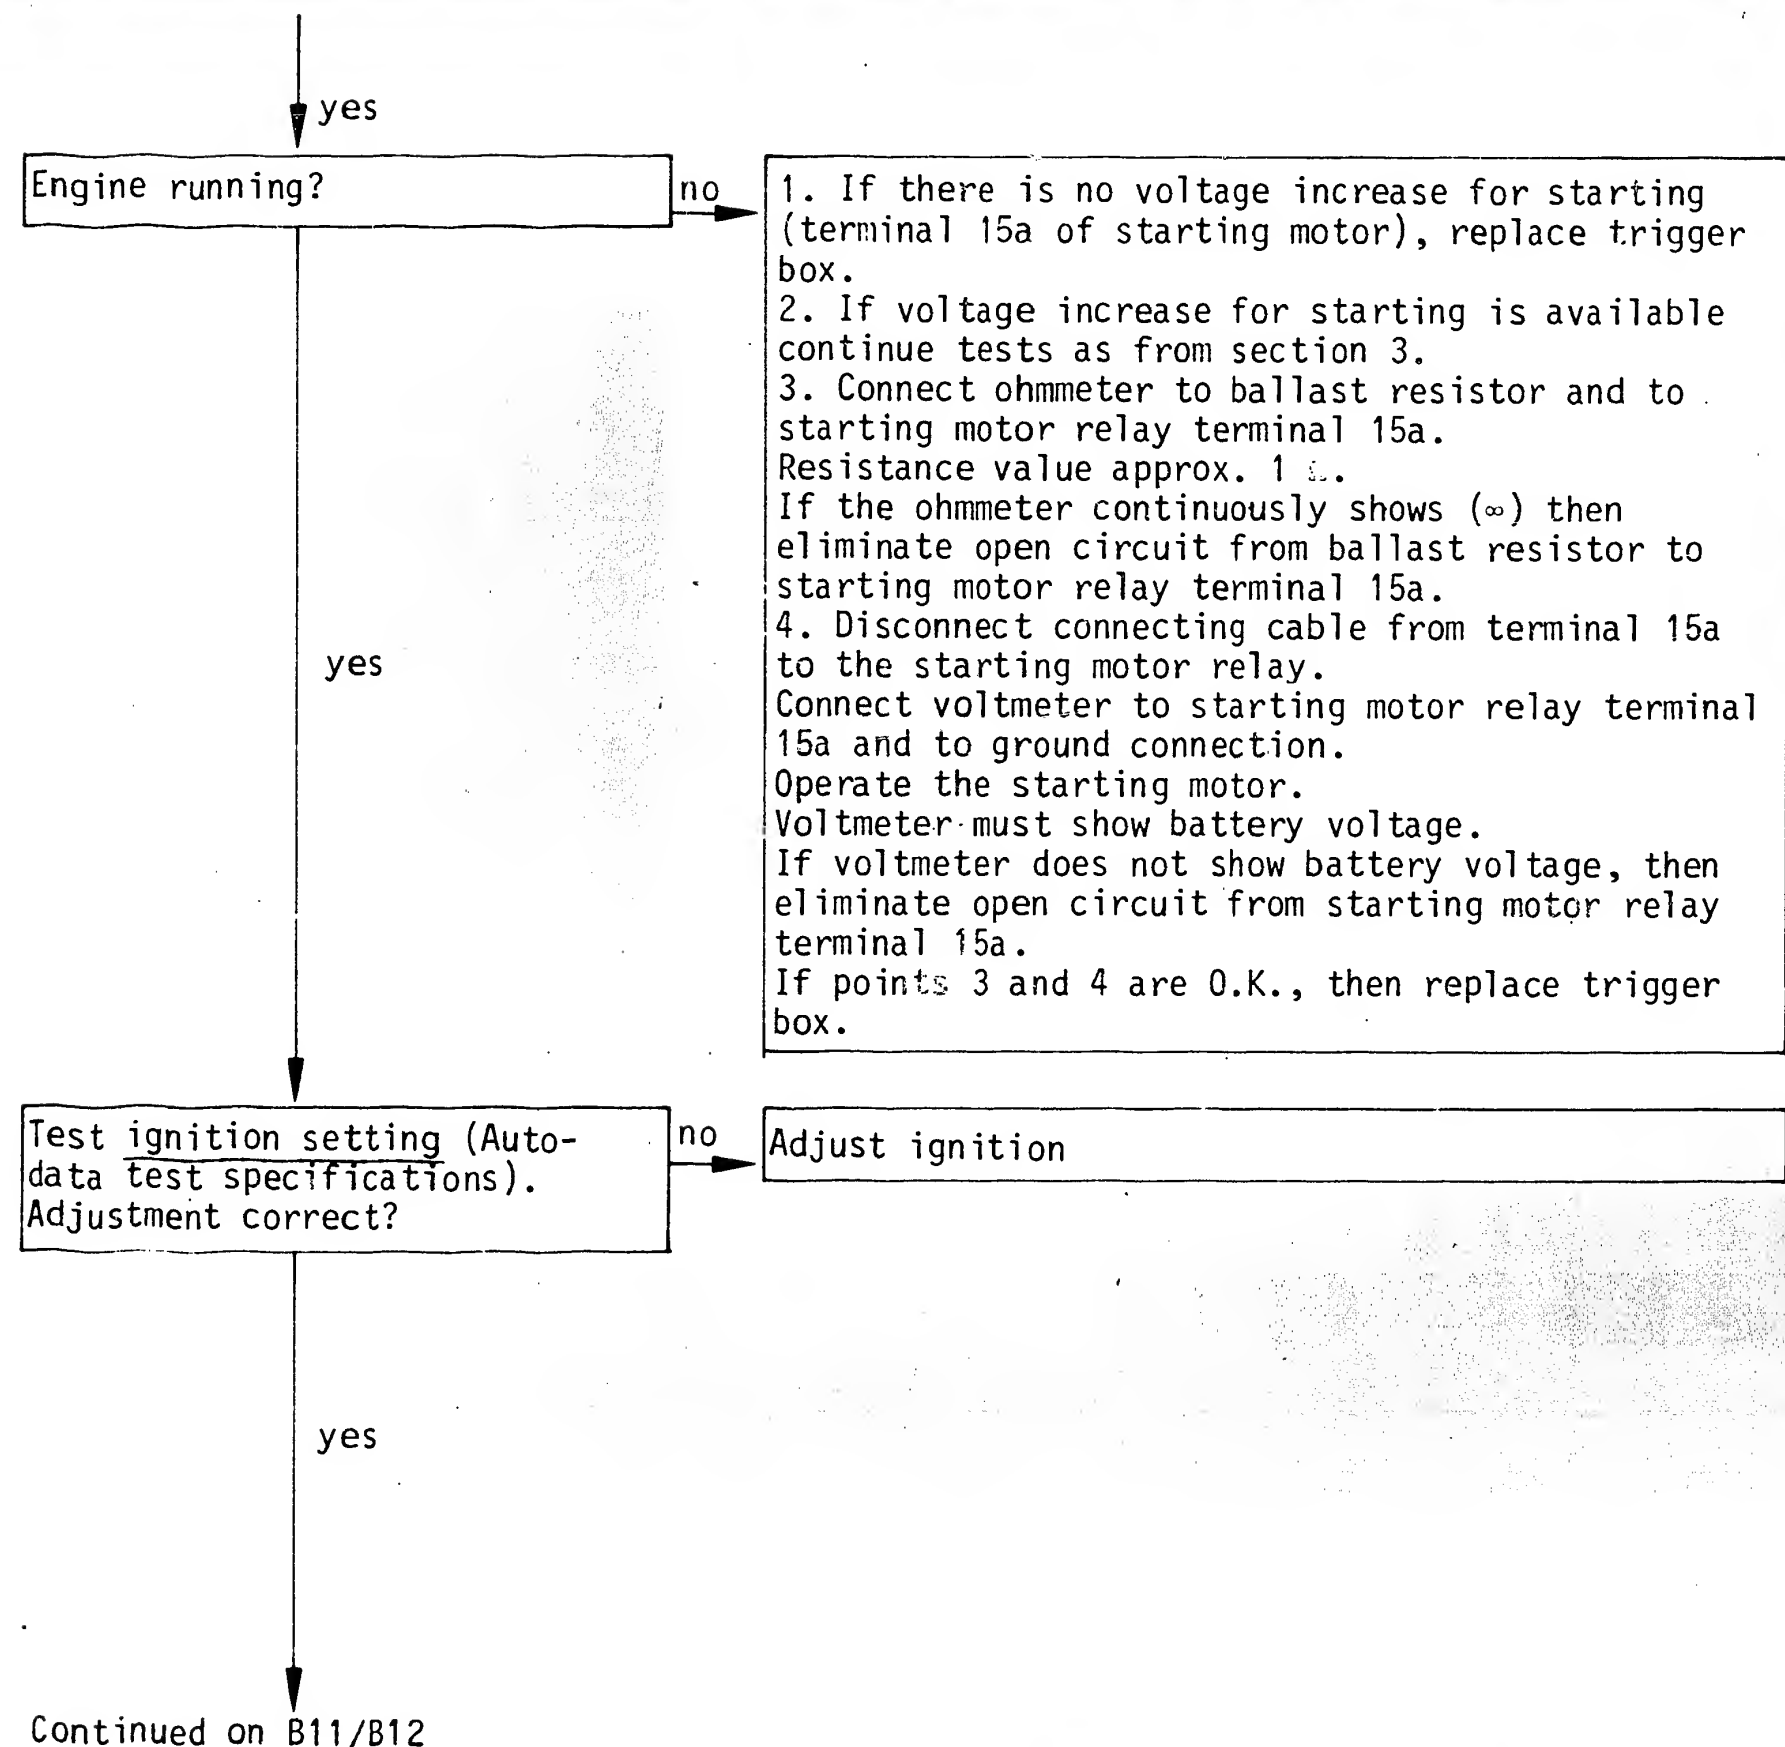 yes
Engine running?
no
1. If there is no voltage increase for starting
(terminal 15a of starting motor), replace trigger
box.
2. If voltage increase for starting is available
continue tests as from section 3.
3. Connect ohmmeter to ballast resistor and to
starting motor relay terminal 15a.
Resistance value approx. 1
If the ohmmeter continuously shows (∞) then
eliminate open circuit from ballast resistor to
starting motor relay terminal 15a.
4. Disconnect connecting cable from terminal 15a
to the starting motor relay.
Connect voltmeter to starting motor relay terminal
15a and to ground connection.
Operate the starting motor.
Voltmeter must show battery voltage.
If voltmeter does not show battery voltage, then
eliminate open circuit from starting motor relay
terminal 15a.
If points 3 and 4 are O.K., then replace trigger
box.
yes
Test ignition setting (Auto-
data test specifications).
Adjustment correct?
no
Adjust ignition
yes
Continued on B11/B12